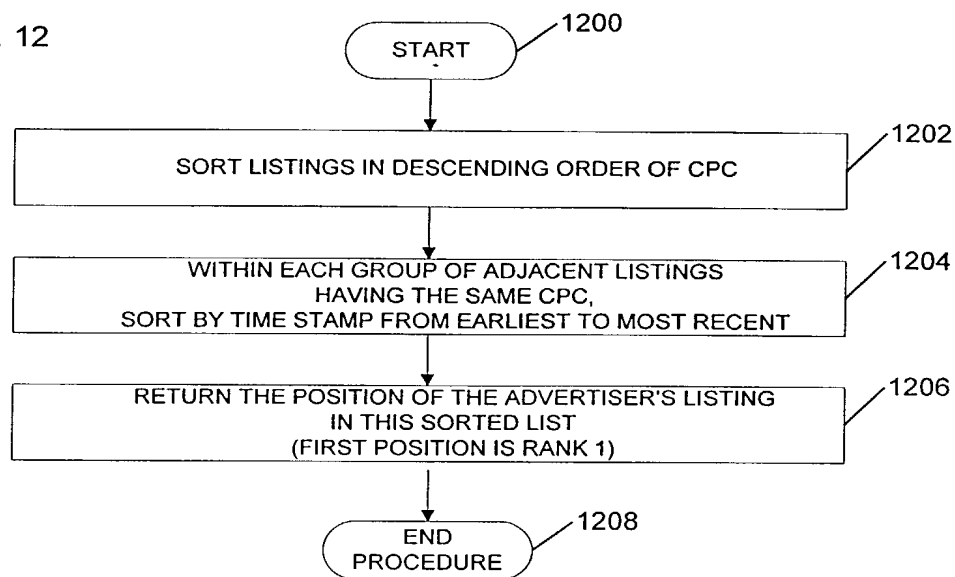 12
START
1200
SORT LISTINGS IN DESCENDING ORDER OF CPC
1202
WITHIN EACH GROUP OF ADJACENT LISTINGS
HAVING THE SAME CPC,
SORT BY TIME STAMP FROM EARLIEST TO MOST RECENT
1204
RETURN THE POSITION OF THE ADVERTISER'S LISTING
IN THIS SORTED LIST
(FIRST POSITION IS RANK 1)
1206
END
PROCEDURE
1208